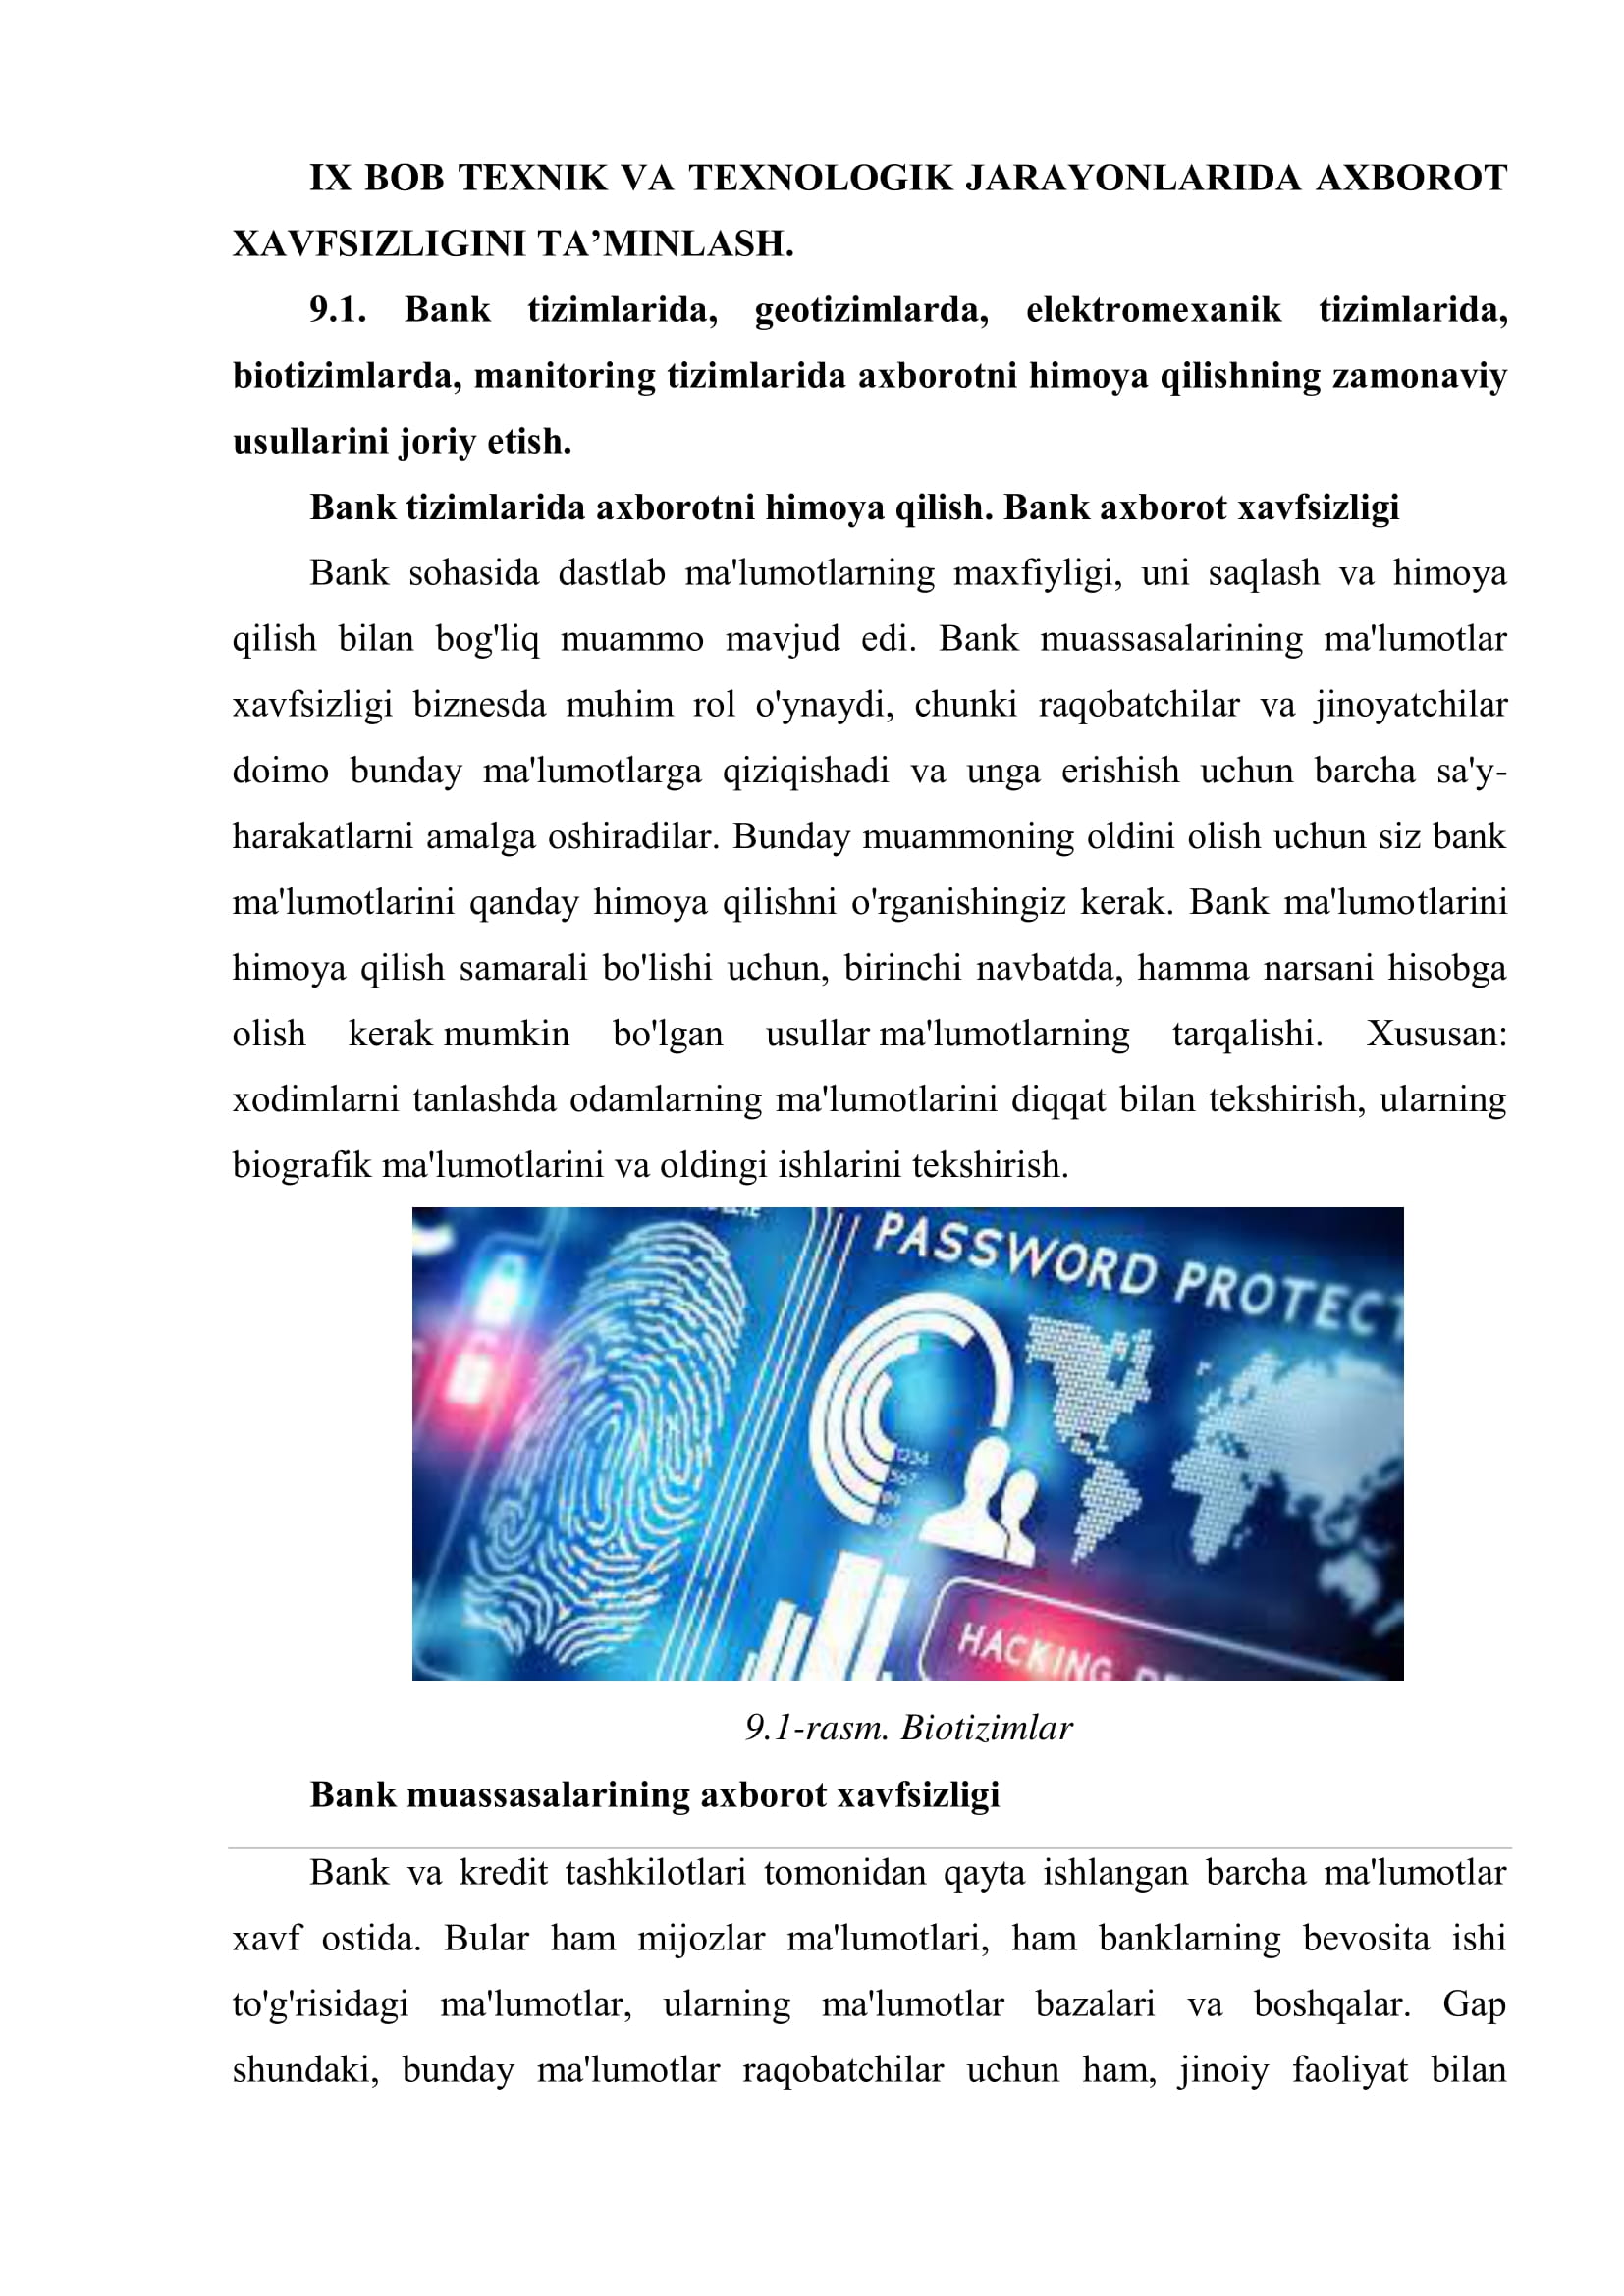 IX BOB TEXNIK VA TEXNOLOGIK JARAYONLARIDA AXBOROT
XAVFSIZLIGINI TA’MINLASH.
9.1. Bank tizimlarida, geotizimlarda, elektromexanik tizimlarida,
biotizimlarda, manitoring tizimlarida axborotni himoya qilishning zamonaviy
usullarini joriy etish.
Bank tizimlarida axborotni himoya qilish. Bank axborot xavfsizligi
Bank sohasida dastlab ma'lumotlarning maxfiyligi, uni saqlash va himoya
qilish bilan bog'liq muammo mavjud edi. Bank muassasalarining ma'lumotlar
xavfsizligi biznesda muhim rol o'ynaydi, chunki raqobatchilar va jinoyatchilar
doimo bunday ma'lumotlarga qiziqishadi va unga erishish uchun barcha sa'y-
harakatlarni amalga oshiradilar. Bunday muammoning oldini olish uchun siz bank
ma'lumotlarini qanday himoya qilishni o'rganishingiz kerak. Bank ma'lumotlarini
himoya qilish samarali bo'lishi uchun, birinchi navbatda, hamma narsani hisobga
olish kerak mumkin bo'lgan usullar ma'lumotlarning tarqalishi. Xususan:
xodimlarni tanlashda odamlarning ma'lumotlarini diqqat bilan tekshirish, ularning
biografik ma'lumotlarini va oldingi ishlarini tekshirish.
PASSWORD PROTECT
1234
567
HACKING
9.1-rasm. Biotizimlar
Bank muassasalarining axborot xavfsizligi
Bank va kredit tashkilotlari tomonidan qayta ishlangan barcha ma'lumotlar
xavf ostida. Bular ham mijozlar ma'lumotlari, ham banklarning bevosita ishi
to'g'risidagi ma'lumotlar, ularning ma'lumotlar bazalari va boshqalar. Gap
shundaki, bunday ma'lumotlar raqobatchilar uchun ham, jinoiy faoliyat bilan